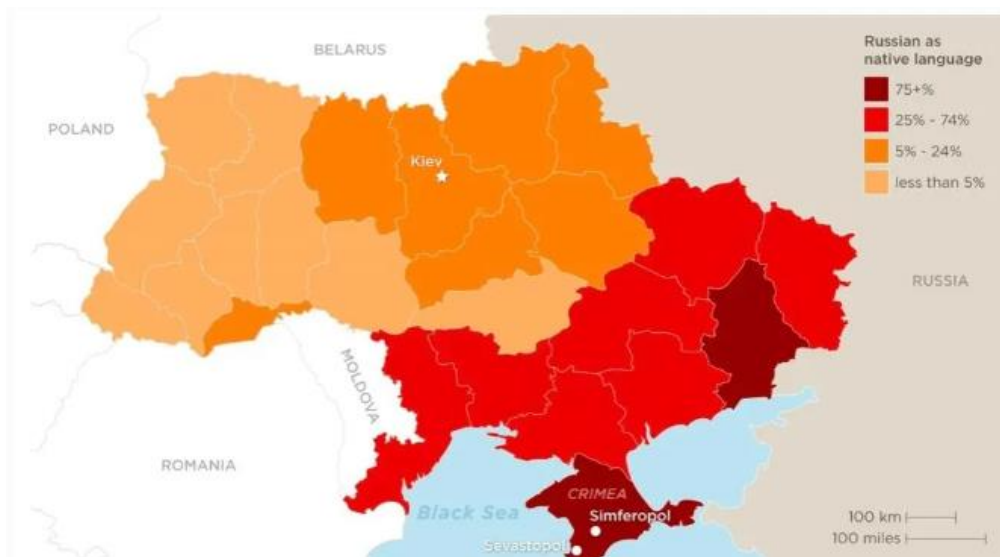 BELARUS
Russian as
native language
75+%
25% - 74%
5% - 24%
less than 5%
POLAND
Kiev
RUSSIA
MOLDOVA
ROMANIA
CRIMEA
Simferopol
Black Sea
Sevastopol
100 km
100 miles